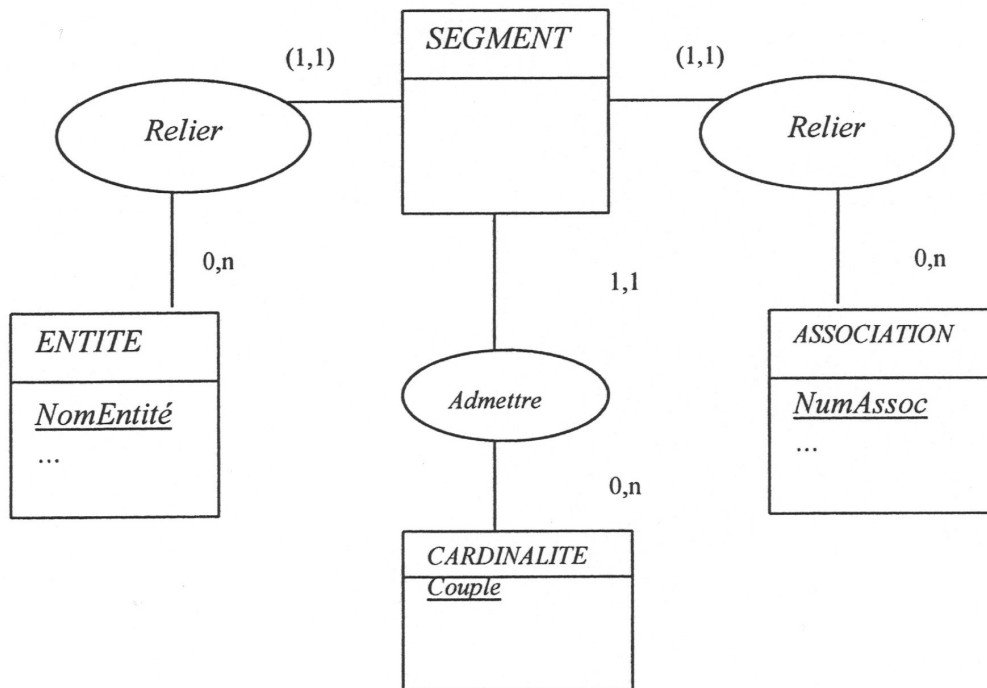 SEGMENT
(1,1)
(1,1)
Relier
Relier
0,n
1,1
0,n
ENTITE
NomEntité
...
Admettre
ASSOCIATION
NumAssoc
...
0,n
CARDINALITE
Couple